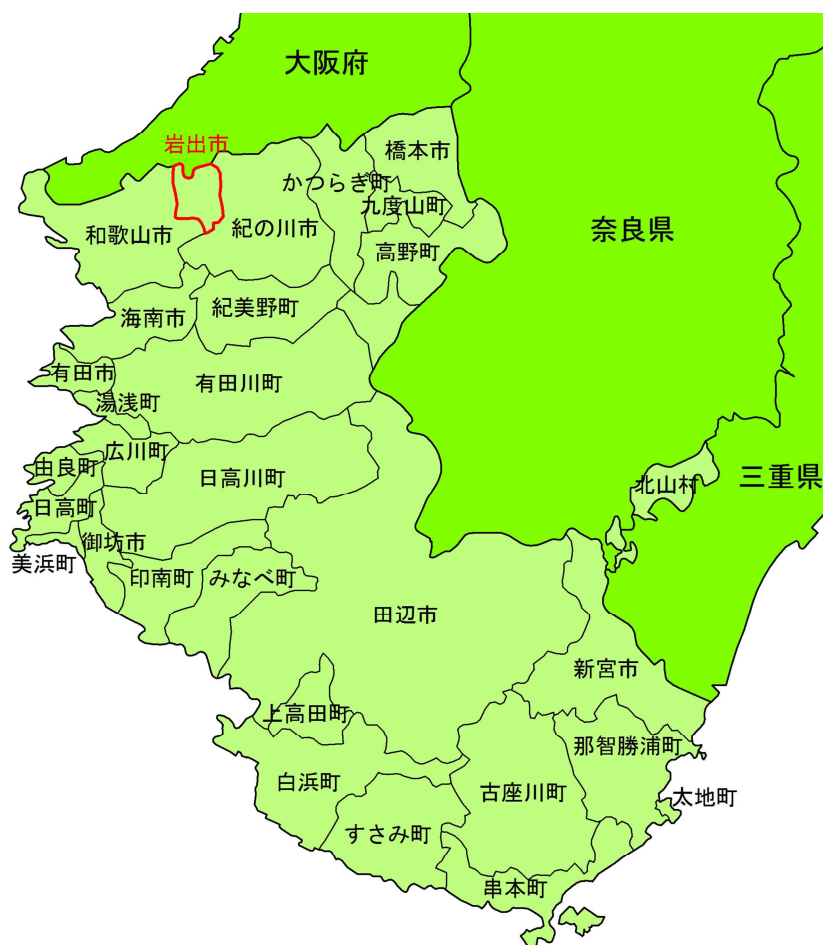 大阪府
岩出市
橋本市
かつらぎ町
九度山町
和歌山市
紀の川市
奈良県
高野町
海南市
紀美野町
有田市
有田川町
湯浅町
広川町
由良町
日高川町
北山村
三重県
日高町
御坊市
美浜町
印南町
みなべ町
田辺市
新宮市
上高田町
那智勝浦町
白浜町
古座川町
太地町
すさみ町
串本町